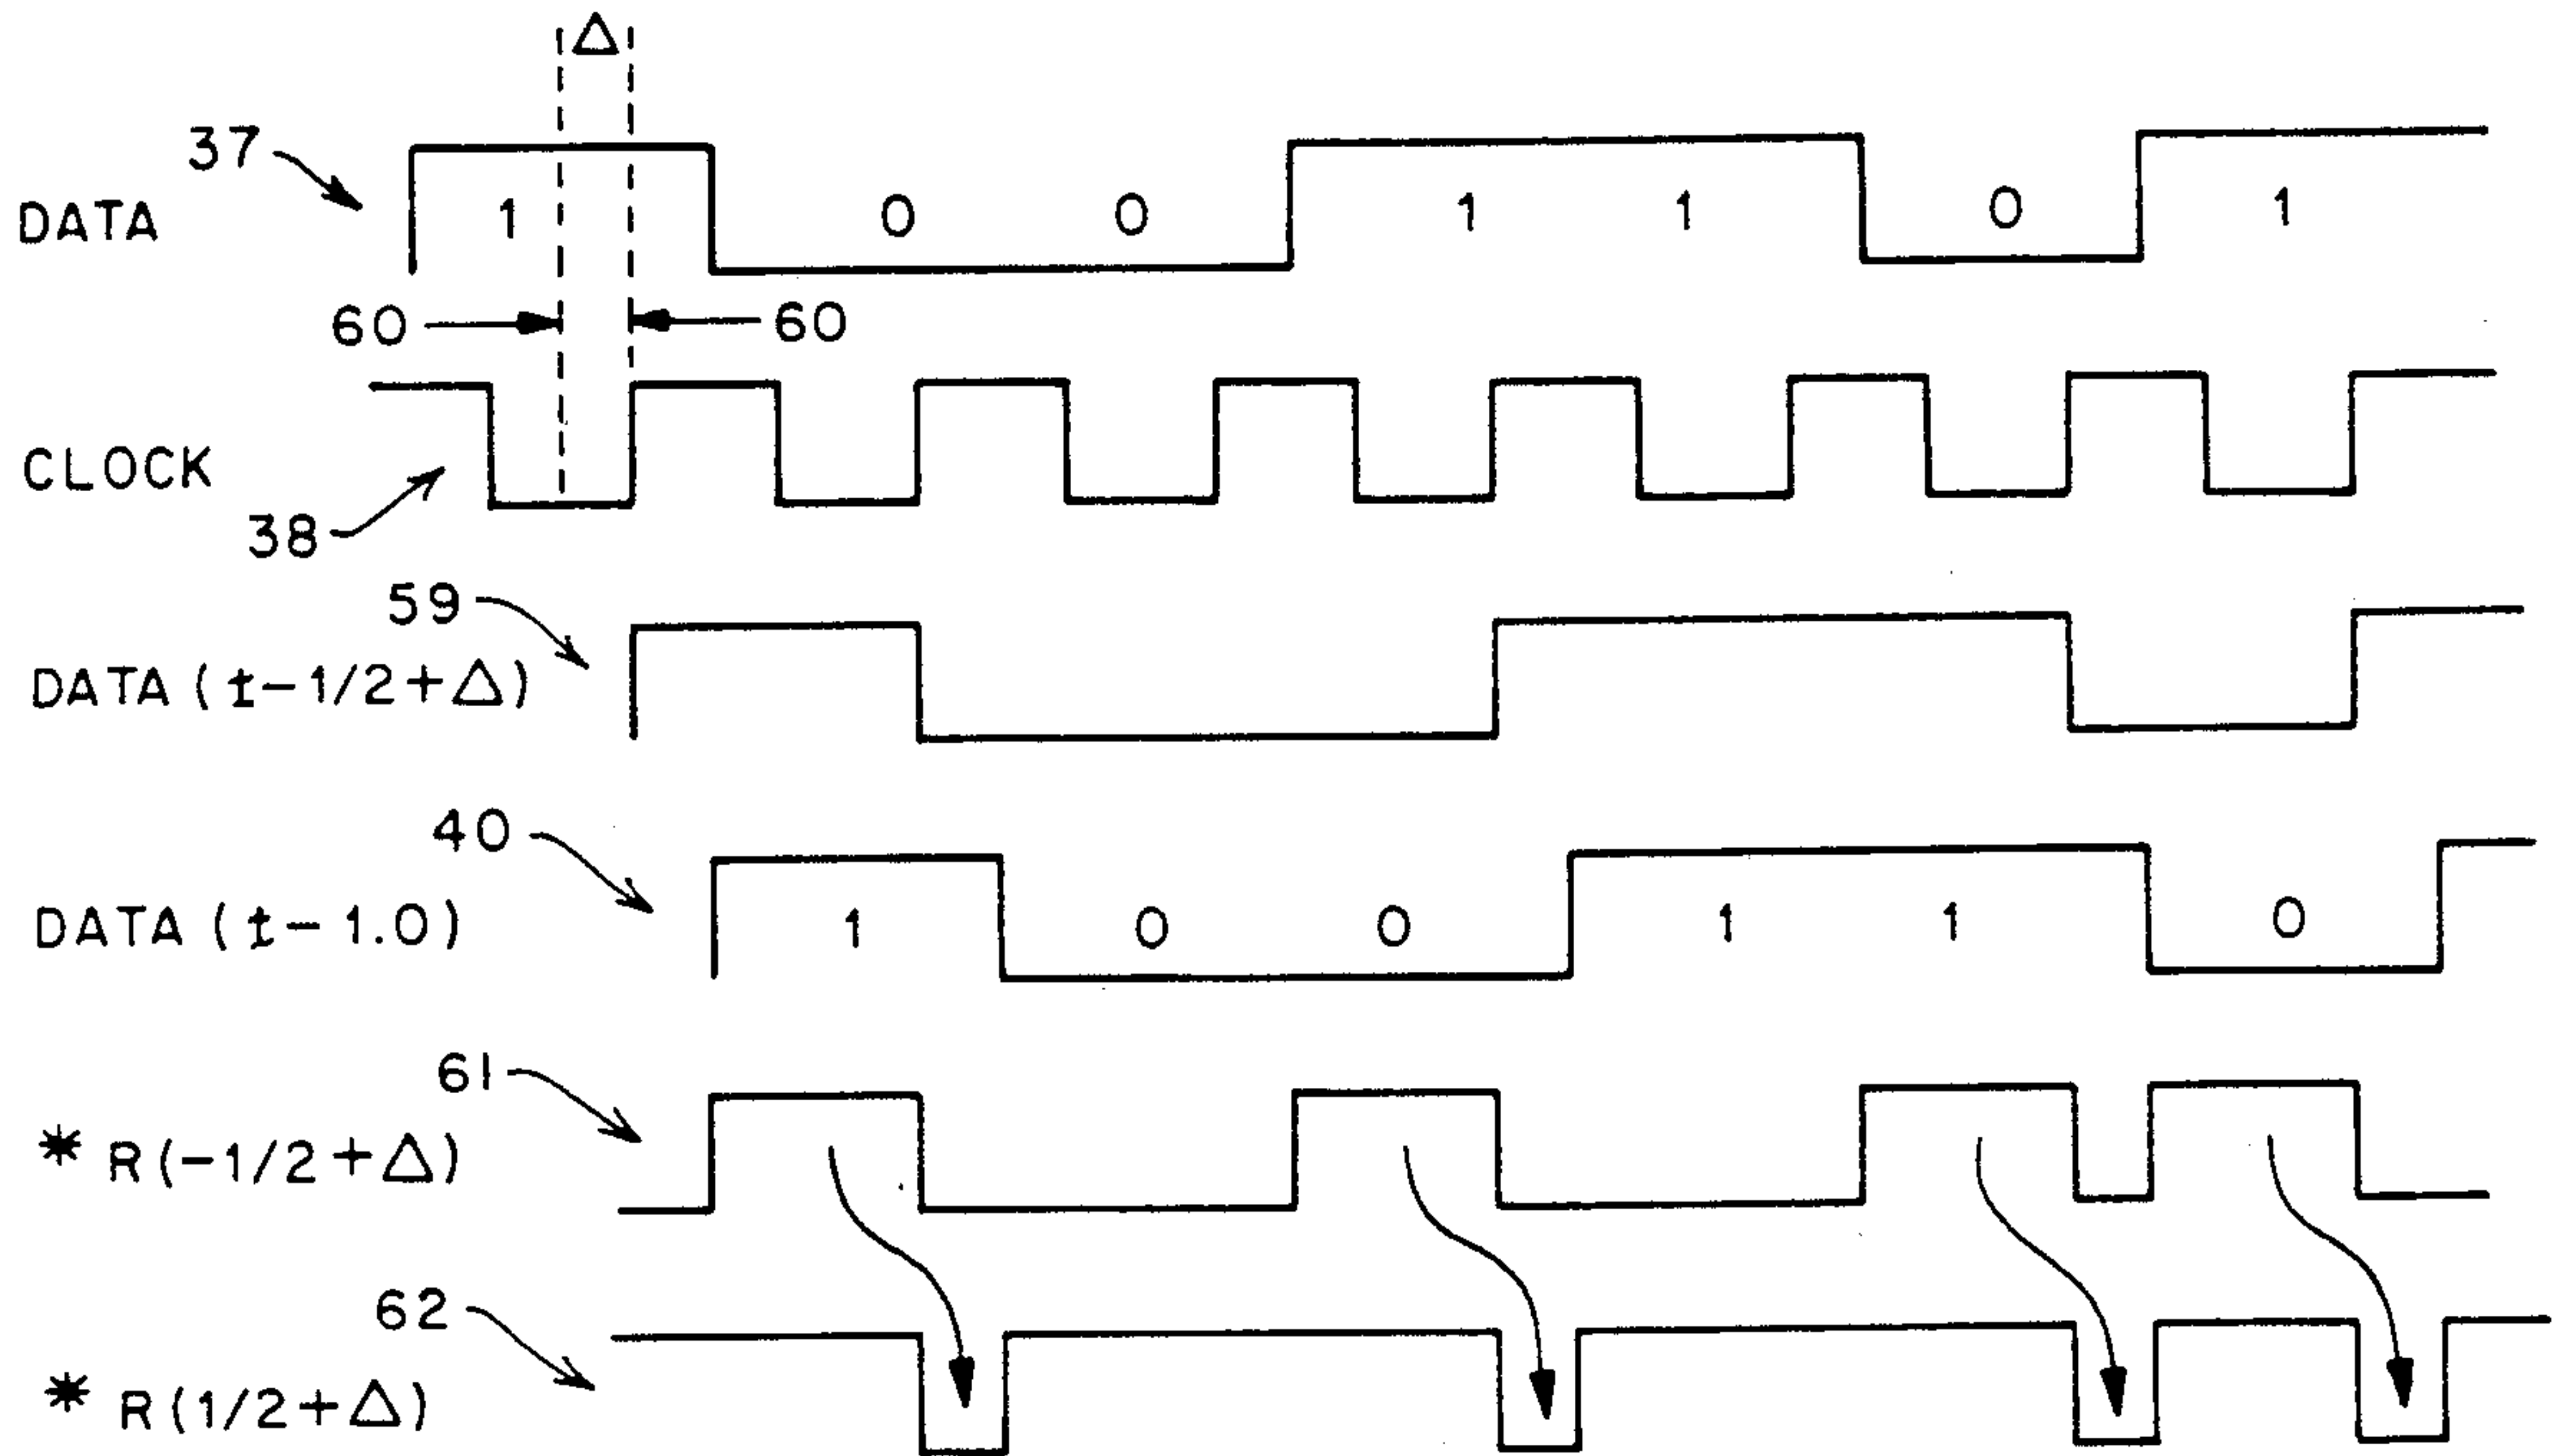 Δ
37
DATA 1 0 0 1 1 0 1
60 60
CLOCK
38
59
DATA (t-1/2+Δ)
40
DATA (t-1.0) 1 0 0 1 1 0
61
* R(-1/2+Δ)
62
* R(1/2+Δ)